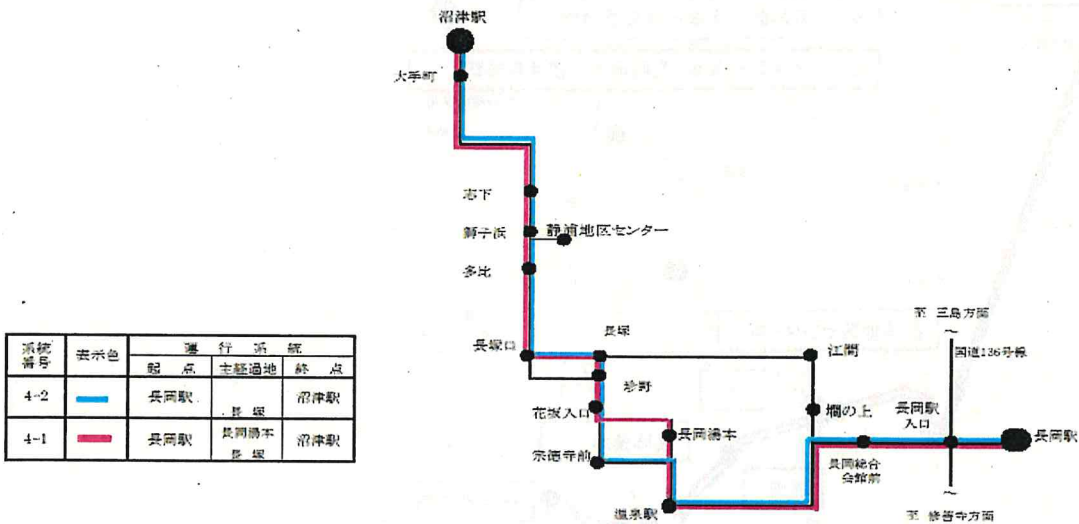 沼津駅
大手町
志下
獅子浜
静浦地区センター
多比
至 三島方面
長塚口
長塚
江間
国道136号線
珍野
花坂入口
長岡湯本
壗の上
長岡駅
入口
長岡駅
宗徳寺前
長岡総合
会館前
温泉駅
至 修善寺方面
系統
番号
表示色
運行系統
起点
主経過地
終点
4-2
長岡駅
長塚
沼津駅
4-1
長岡駅
長岡湯本
長塚
沼津駅